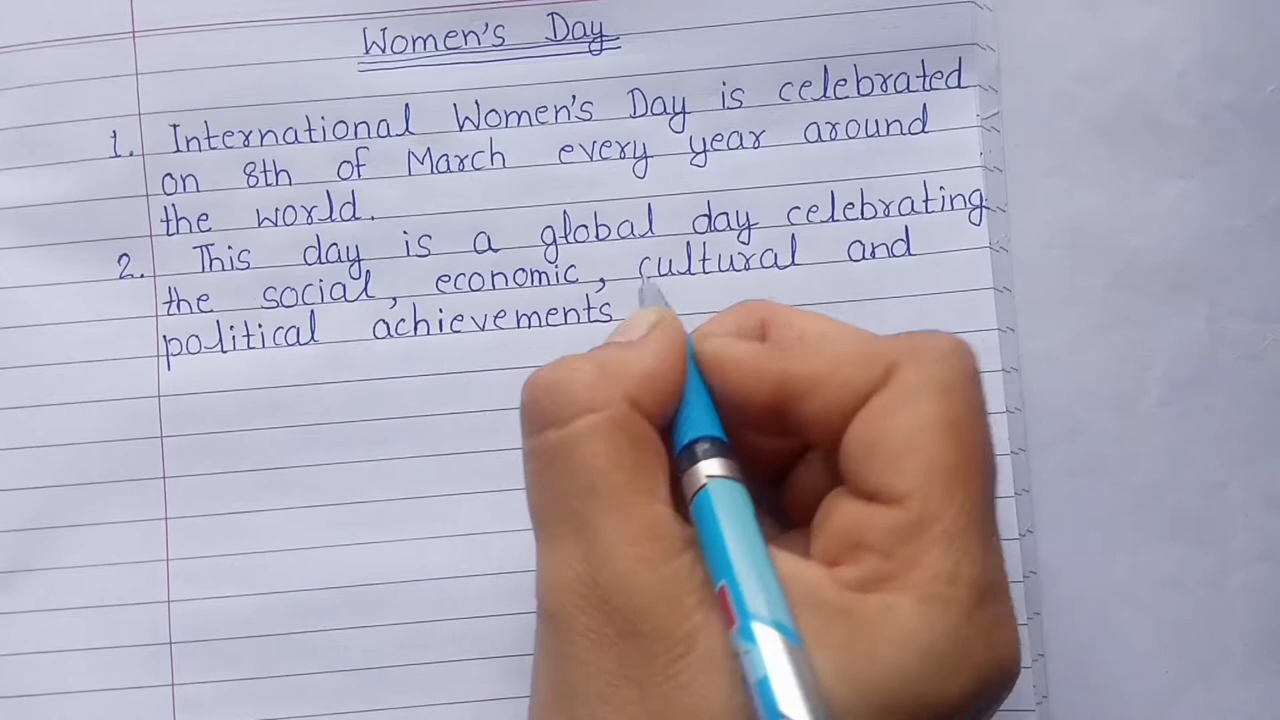 Women's Day
1. International Women's Day is celebrated
on 8th of March every year around
the world.
2. This day is a global day celebrating
the social, economic, cultural and
political achievements